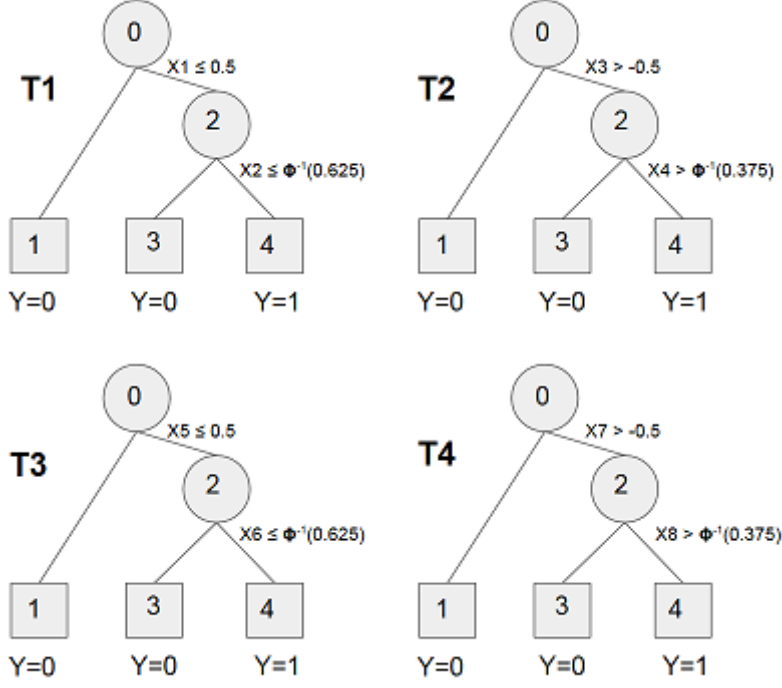 0
0
X1 ≤ 0.5
X3 > -0.5
T1
T2
2
2
X2 ≤ Φ⁻¹(0.625)
X4 > Φ⁻¹(0.375)
1
3
4
1
3
4
Y=0
Y=0
Y=1
Y=0
Y=0
Y=1
0
0
X5 ≤ 0.5
X7 > -0.5
T3
T4
2
2
X6 ≤ Φ⁻¹(0.625)
X8 > Φ⁻¹(0.375)
1
3
4
1
3
4
Y=0
Y=0
Y=1
Y=0
Y=0
Y=1